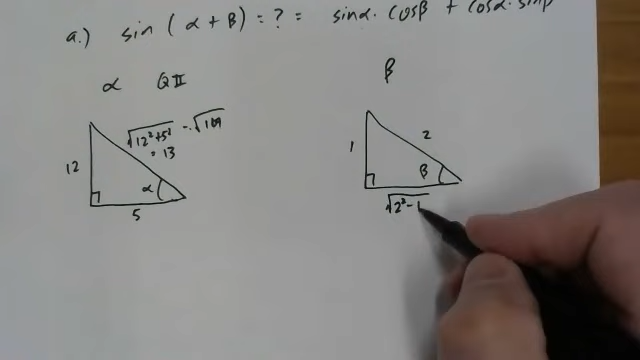 a.) sin (α + β) = ? = sinα · cosβ + cosα · sinβ
α QII
β
√12²+5² = √169
= 13
12
α
5
1
2
β
√2² - 1